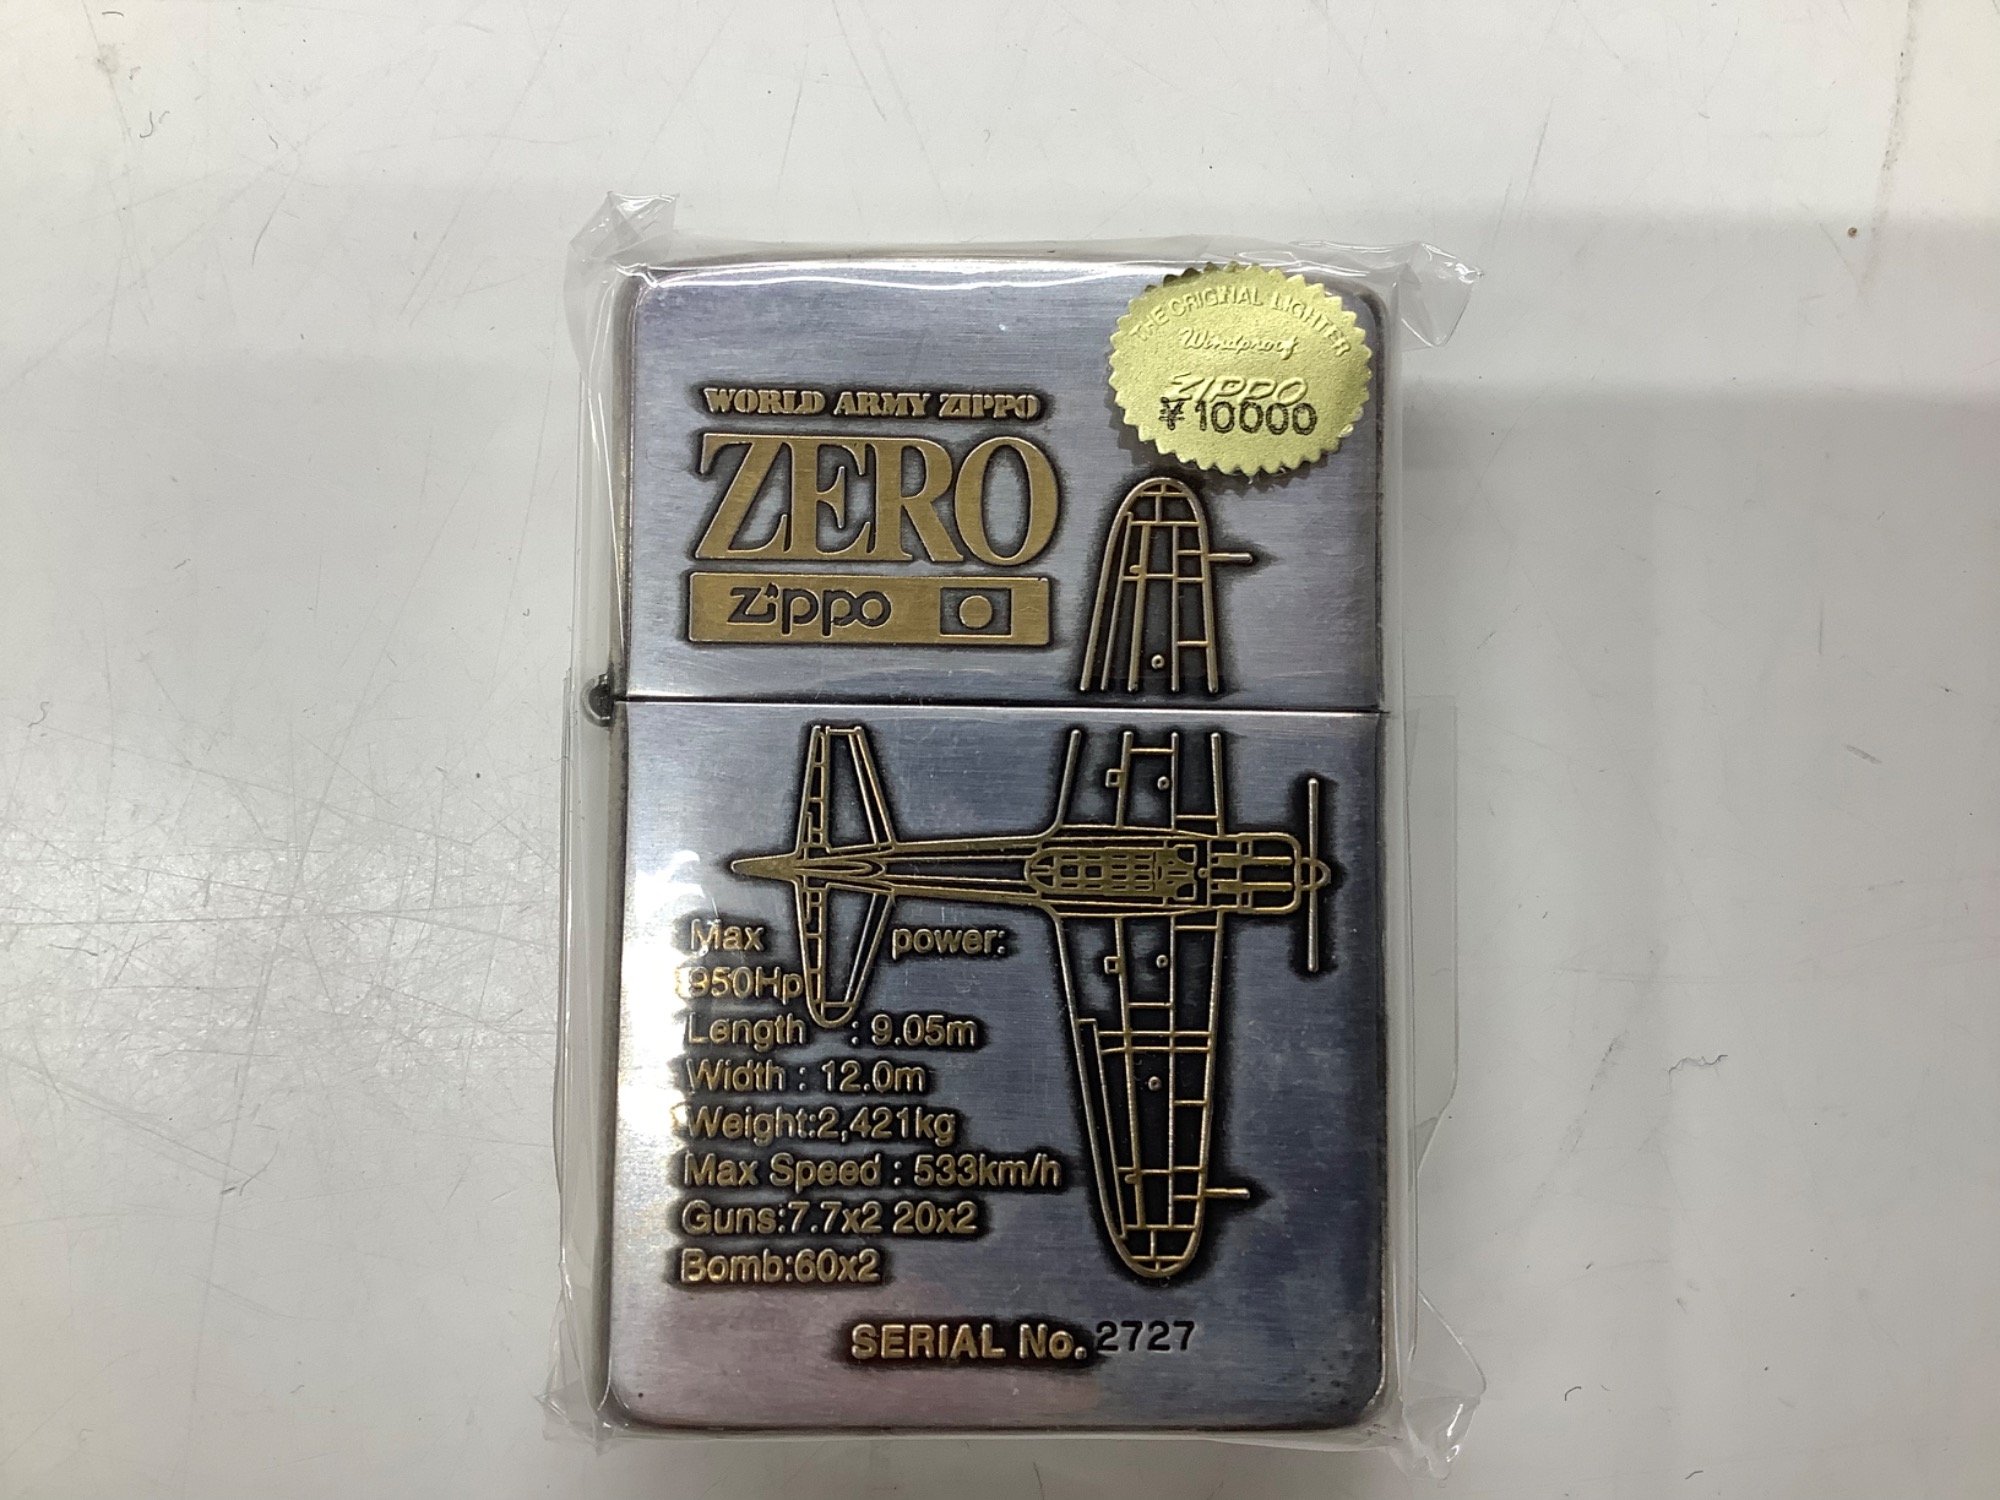 THE ORIGINAL LIGHTER
Windproof
ZIPPO
¥10000
WORLD ARMY ZIPPO
ZERO
zippo
Max power:
950Hp
Length : 9.05m
Width : 12.0m
Weight:2,421kg
Max Speed : 533km/h
Guns:7.7x2 20x2
Bomb:60x2
SERIAL No. 2727